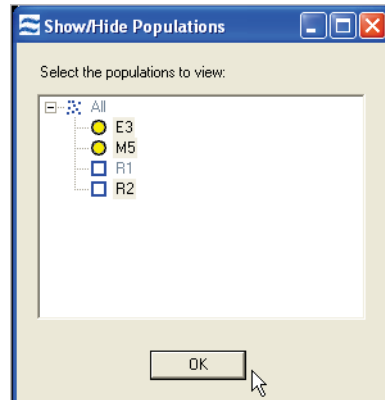 Show/Hide Populations
Select the populations to view:
All
E3
M5
R1
R2
OK